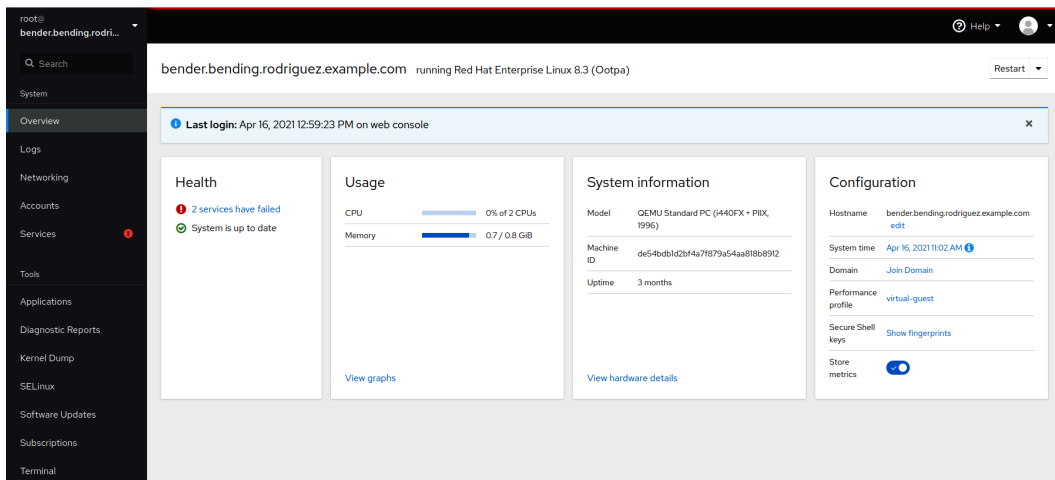 root@
bender.bending.rodri...
Help
Search
System
Overview
Logs
Networking
Accounts
Services
Tools
Applications
Diagnostic Reports
Kernel Dump
SELinux
Software Updates
Subscriptions
Terminal
bender.bending.rodriguez.example.com running Red Hat Enterprise Linux 8.3 (Ootpa)
Restart
Last login: Apr 16, 2021 12:59:23 PM on web console
Health
2 services have failed
System is up to date
Usage
CPU 0% of 2 CPUs
Memory 0.7 / 0.8 GiB
View graphs
System information
Model QEMU Standard PC (i440FX + PIIX,
1996)
Machine
ID de54bdb1d2bf4a7f879a54aa818b8912
Uptime 3 months
View hardware details
Configuration
Hostname bender.bending.rodriguez.example.com
edit
System time Apr 16, 2021 11:02 AM
Domain Join Domain
Performance
profile virtual-guest
Secure Shell
keys Show fingerprints
Store
metrics